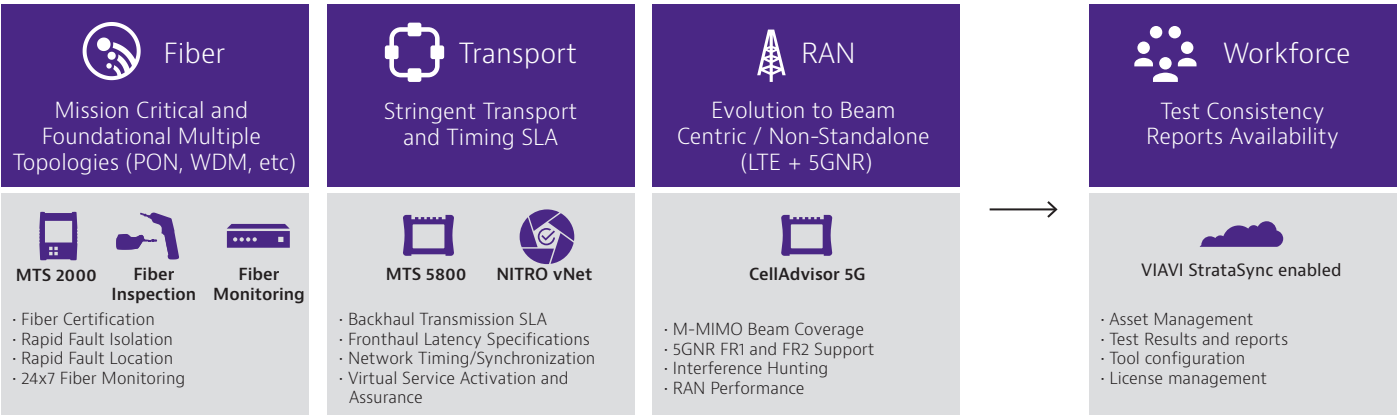 Fiber
Mission Critical and
Foundational Multiple
Topologies (PON, WDM, etc)
MTS 2000
Fiber
Inspection
Fiber
Monitoring
· Fiber Certification
· Rapid Fault Isolation
· Rapid Fault Location
· 24x7 Fiber Monitoring
Transport
Stringent Transport
and Timing SLA
MTS 5800
NITRO vNet
· Backhaul Transmission SLA
· Fronthaul Latency Specifications
· Network Timing/Synchronization
· Virtual Service Activation and
Assurance
RAN
Evolution to Beam
Centric / Non-Standalone
(LTE + 5GNR)
CellAdvisor 5G
· M-MIMO Beam Coverage
· 5GNR FR1 and FR2 Support
· Interference Hunting
· RAN Performance
Workforce
Test Consistency
Reports Availability
VIAVI StrataSync enabled
· Asset Management
· Test Results and reports
· Tool configuration
· License management